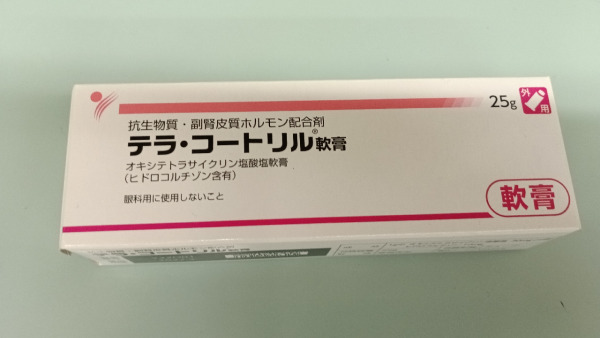 25g
外
用
抗生物質・副腎皮質ホルモン配合剤
テラ・コートリル®軟膏
オキシテトラサイクリン塩酸塩軟膏
（ヒドロコルチゾン含有）
眼科用に使用しないこと
軟膏